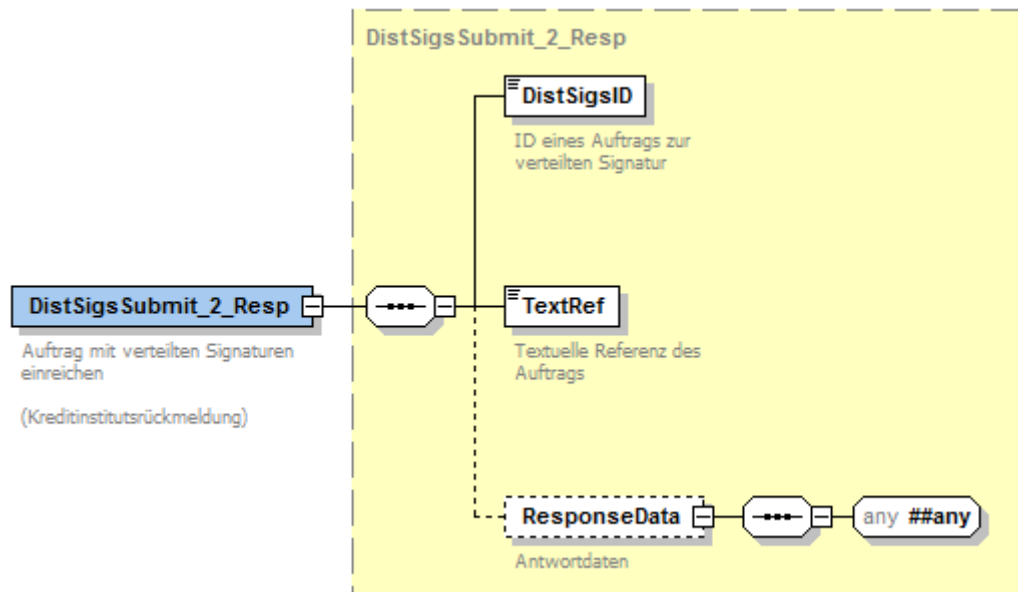 DistSigsSubmit_2_Resp
DistSigsID
ID eines Auftrags zur
verteilten Signatur
DistSigsSubmit_2_Resp
Auftrag mit verteilten Signaturen
einreichen
(Kreditinstitutsrückmeldung)
TextRef
Textuelle Referenz des
Auftrags
ResponseData
any ##any
Antwortdaten